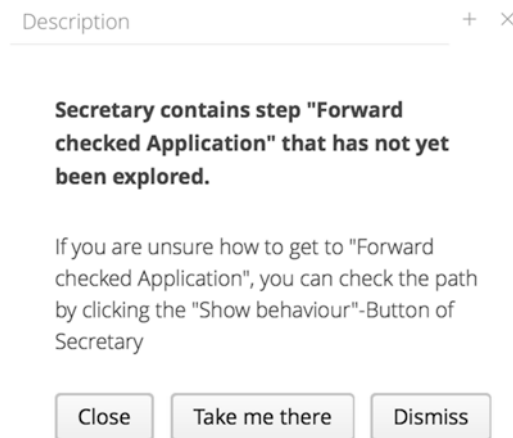 Description + ×
Secretary contains step "Forward
checked Application" that has not yet
been explored.
If you are unsure how to get to "Forward
checked Application", you can check the path
by clicking the "Show behaviour"-Button of
Secretary
Close Take me there Dismiss